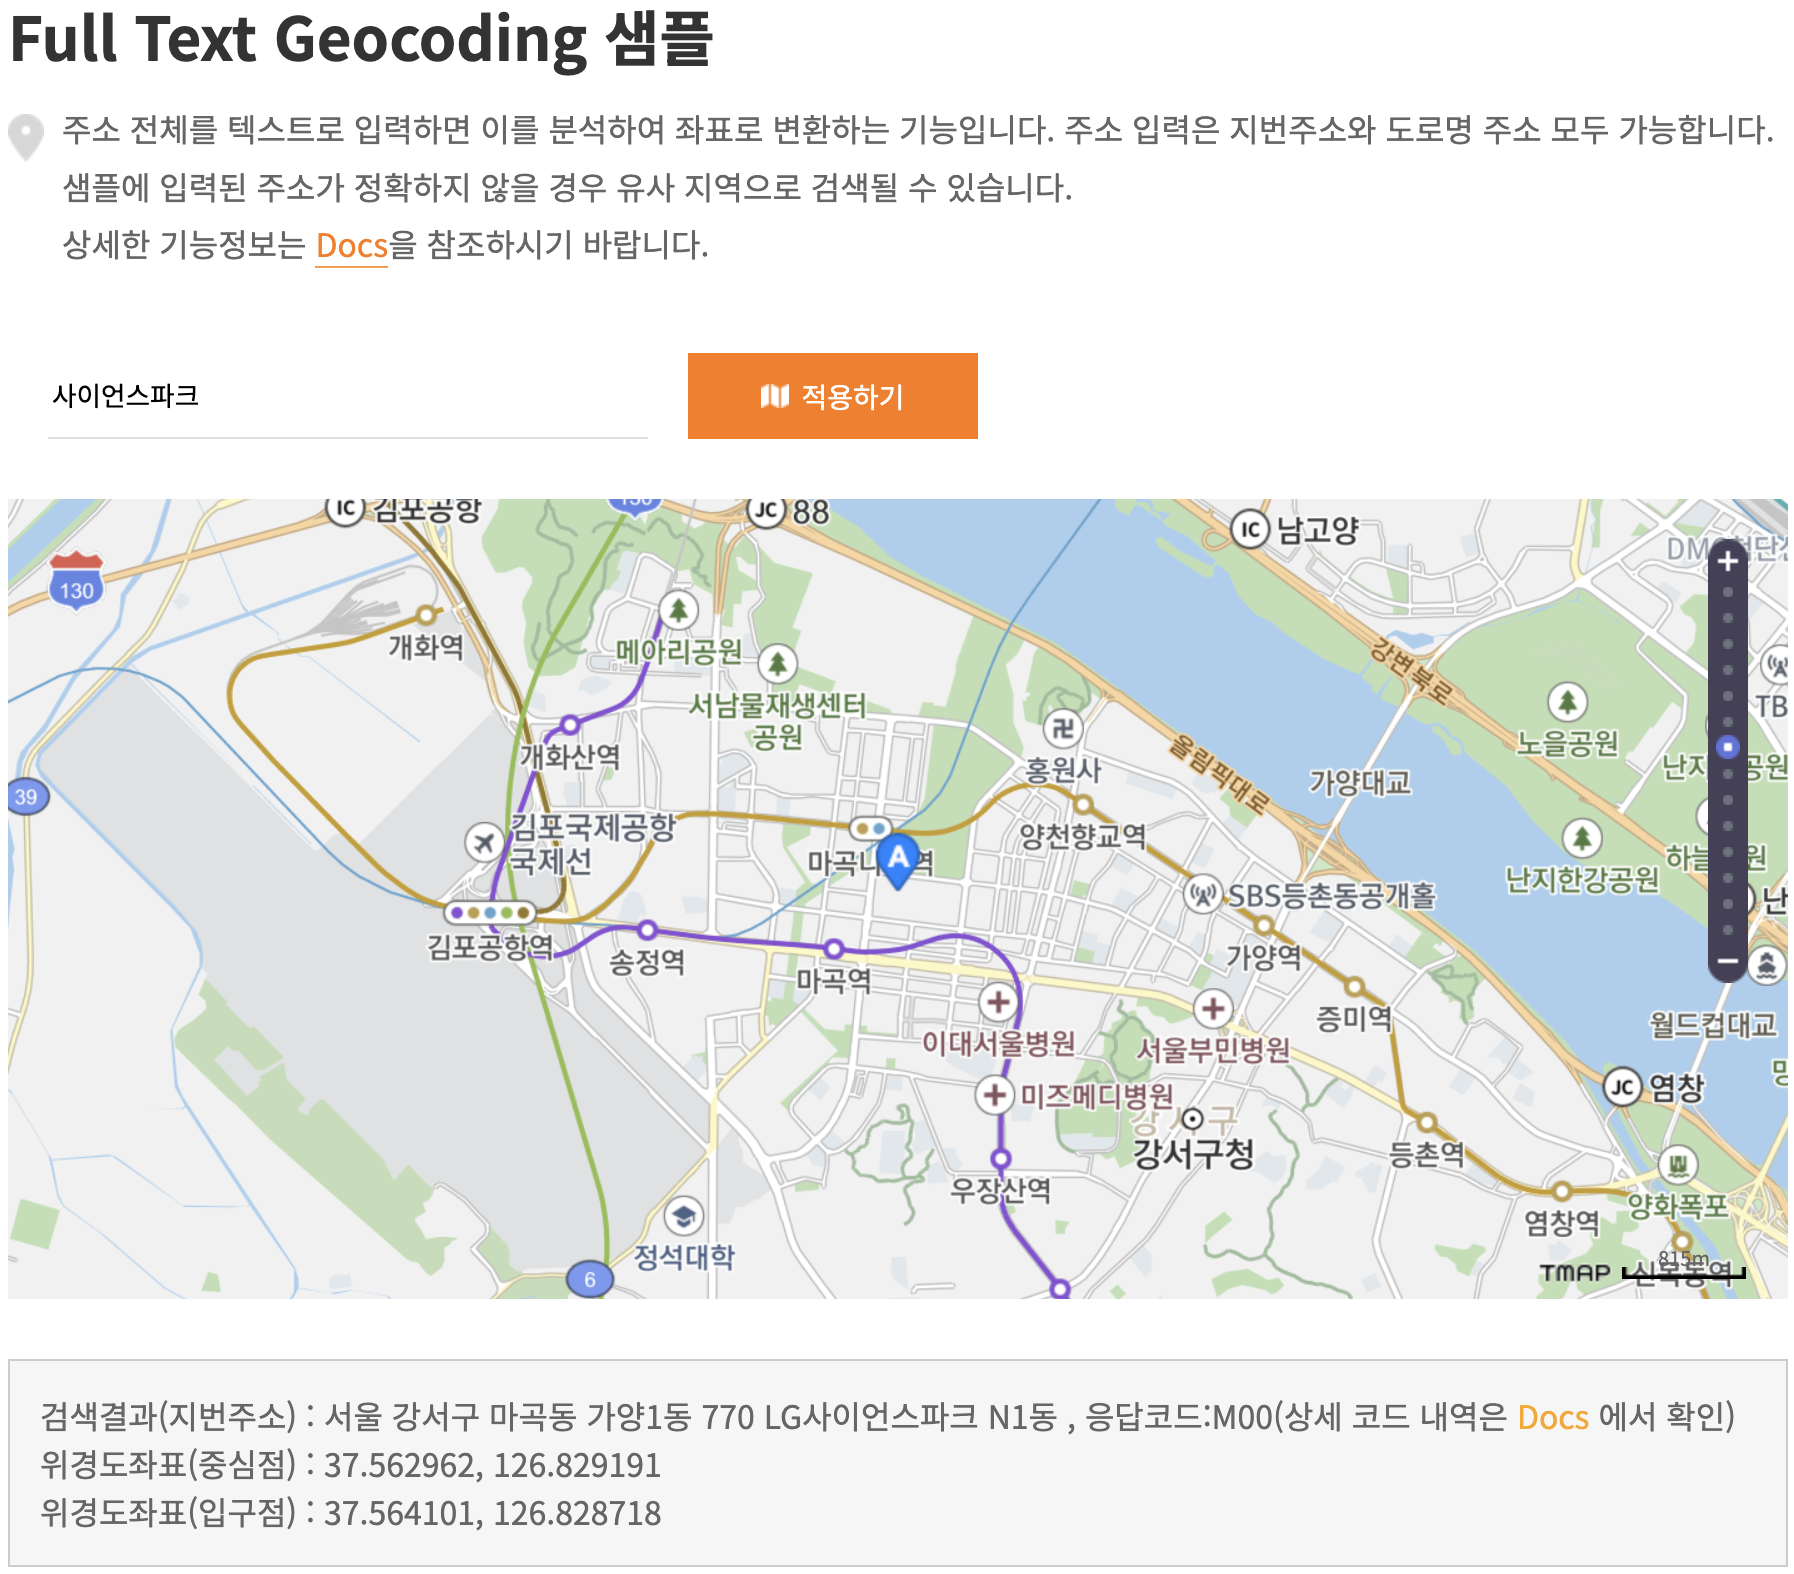 Full Text Geocoding 샘플
주소 전체를 텍스트로 입력하면 이를 분석하여 좌표로 변환하는 기능입니다. 주소 입력은 지번주소와 도로명 주소 모두 가능합니다.
샘플에 입력된 주소가 정확하지 않을 경우 유사 지역으로 검색될 수 있습니다.
상세한 기능정보는 Docs을 참조하시기 바랍니다.
사이언스파크
적용하기
IC 김포공항
130
JC 88
IC 남고양
130
개화역
메아리공원
서남물재생센터
공원
개화산역
39
김포국제공항
국제선
홍원사
강변북로
올림픽대로
가양대교
노을공원
TB
양천향교역
A
난지한강공원
SBS등촌동공개홀
김포공항역
송정역
마곡역
가양역
증미역
이대서울병원
서울부민병원
월드컵대교
미즈메디병원
JC 염창
강서구
강서구청
등촌역
우장산역
양화폭포
염창역
정석대학
6
815m
TMAP
신목동역
+
−
검색결과(지번주소) : 서울 강서구 마곡동 가양1동 770 LG사이언스파크 N1동 , 응답코드:M00(상세 코드 내역은 Docs 에서 확인)
위경도좌표(중심점) : 37.562962, 126.829191
위경도좌표(입구점) : 37.564101, 126.828718